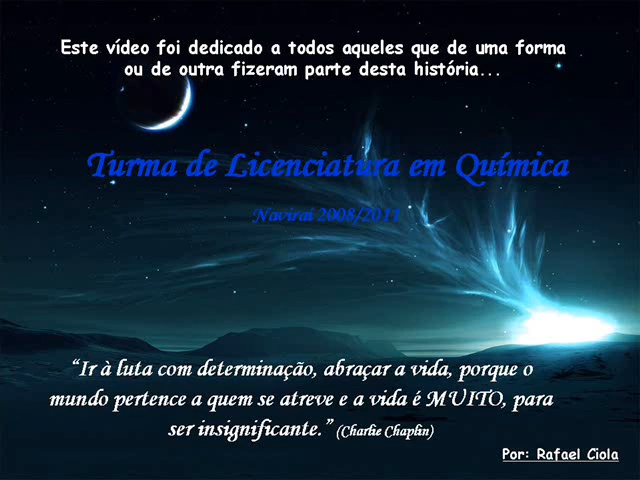 Este vídeo foi dedicado a todos aqueles que de uma forma
ou de outra fizeram parte desta história...
Turma de Licenciatura em Química
Naviraí 2008/2011
“Ir à luta com determinação, abraçar a vida, porque o
mundo pertence a quem se atreve e a vida é MUITO, para
ser insignificante.” (Charlie Chaplin)
Por: Rafael Ciola